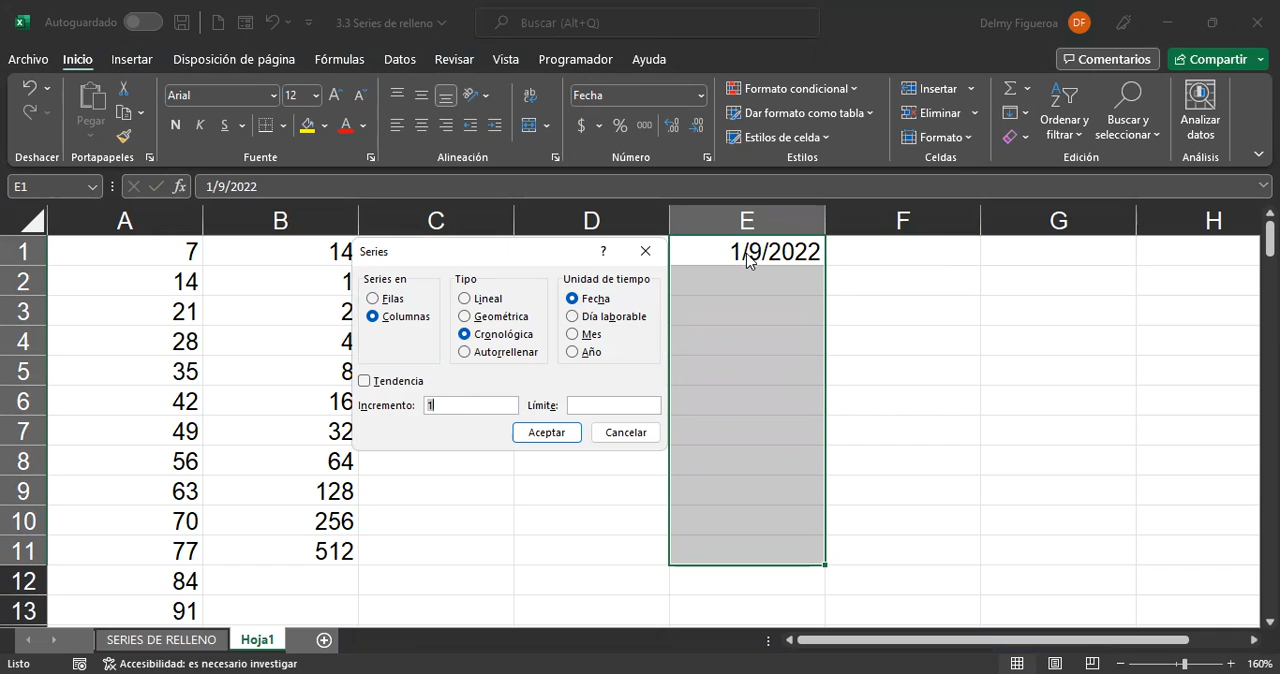 Autoguardado
3.3 Series de relleno
Buscar (Alt+Q)
Delmy Figueroa
DF
Archivo
Inicio
Insertar
Disposición de página
Fórmulas
Datos
Revisar
Vista
Programador
Ayuda
Comentarios
Compartir
Pegar
Arial
12
N
K
S
A
ab
Fecha
$
%
000
Formato condicional
Dar formato como tabla
Estilos de celda
Insertar
Eliminar
Formato
Ordenar y
filtrar
Buscar y
seleccionar
Analizar
datos
Deshacer
Portapapeles
Fuente
Alineación
Número
Estilos
Celdas
Edición
Análisis
E1
fx
1/9/2022
A B C D E F G H
1 7 14 1/9/2022
2 14 1
3 21 2
4 28 4
5 35 8
6 42 16
7 49 32
8 56 64
9 63 128
10 70 256
11 77 512
12 84
13 91
Series
?
Series en
Filas
Columnas
Tipo
Lineal
Geométrica
Cronológica
Autorrellenar
Unidad de tiempo
Fecha
Día laborable
Mes
Año
Tendencia
Incremento: 1
Límite:
Aceptar
Cancelar
SERIES DE RELLENO
Hoja1
Listo
Accesibilidad: es necesario investigar
160%